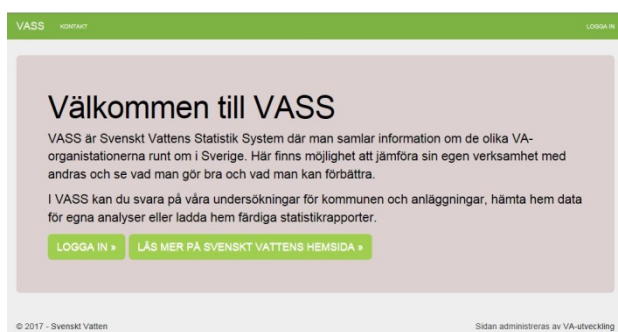 VASS KONTAKT LOGGA IN
Välkommen till VASS
VASS är Svenskt Vattens Statistik System där man samlar information om de olika VA-
organistationerna runt om i Sverige. Här finns möjlighet att jämföra sin egen verksamhet med
andras och se vad man gör bra och vad man kan förbättra.
I VASS kan du svara på våra undersökningar för kommunen och anläggningar, hämta hem data
för egna analyser eller ladda hem färdiga statistikrapporter.
LOGGA IN » LÄS MER PÅ SVENSKT VATTENS HEMSIDA »
© 2017 - Svenskt Vatten Sidan administreras av VA-utveckling